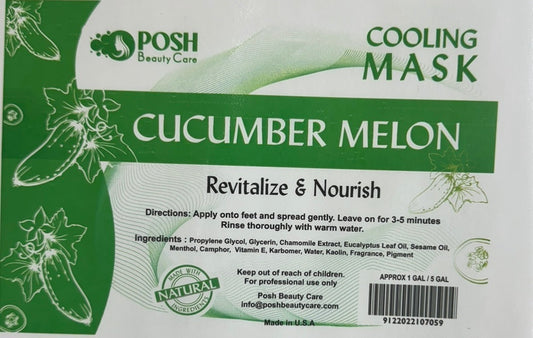 POSH
Beauty Care
COOLING
MASK
CUCUMBER MELON
Revitalize & Nourish
Directions: Apply onto feet and spread gently. Leave on for 3-5 minutes
Rinse thoroughly with warm water.
Ingredients : Propylene Glycol, Glycerin, Chamomile Extract, Eucalyptus Leaf Oil, Sesame Oil,
Menthol, Camphor, Vitamin E, Karbomer, Water, Kaolin, Fragrance, Pigment
MADE WITH
NATURAL
INGREDIENTS
Keep out of reach of children.
For professional use only
Posh Beauty Care
info@poshbeautycare.com
Made in U.S.A
APPROX 1 GAL / 5 GAL
9122022107059